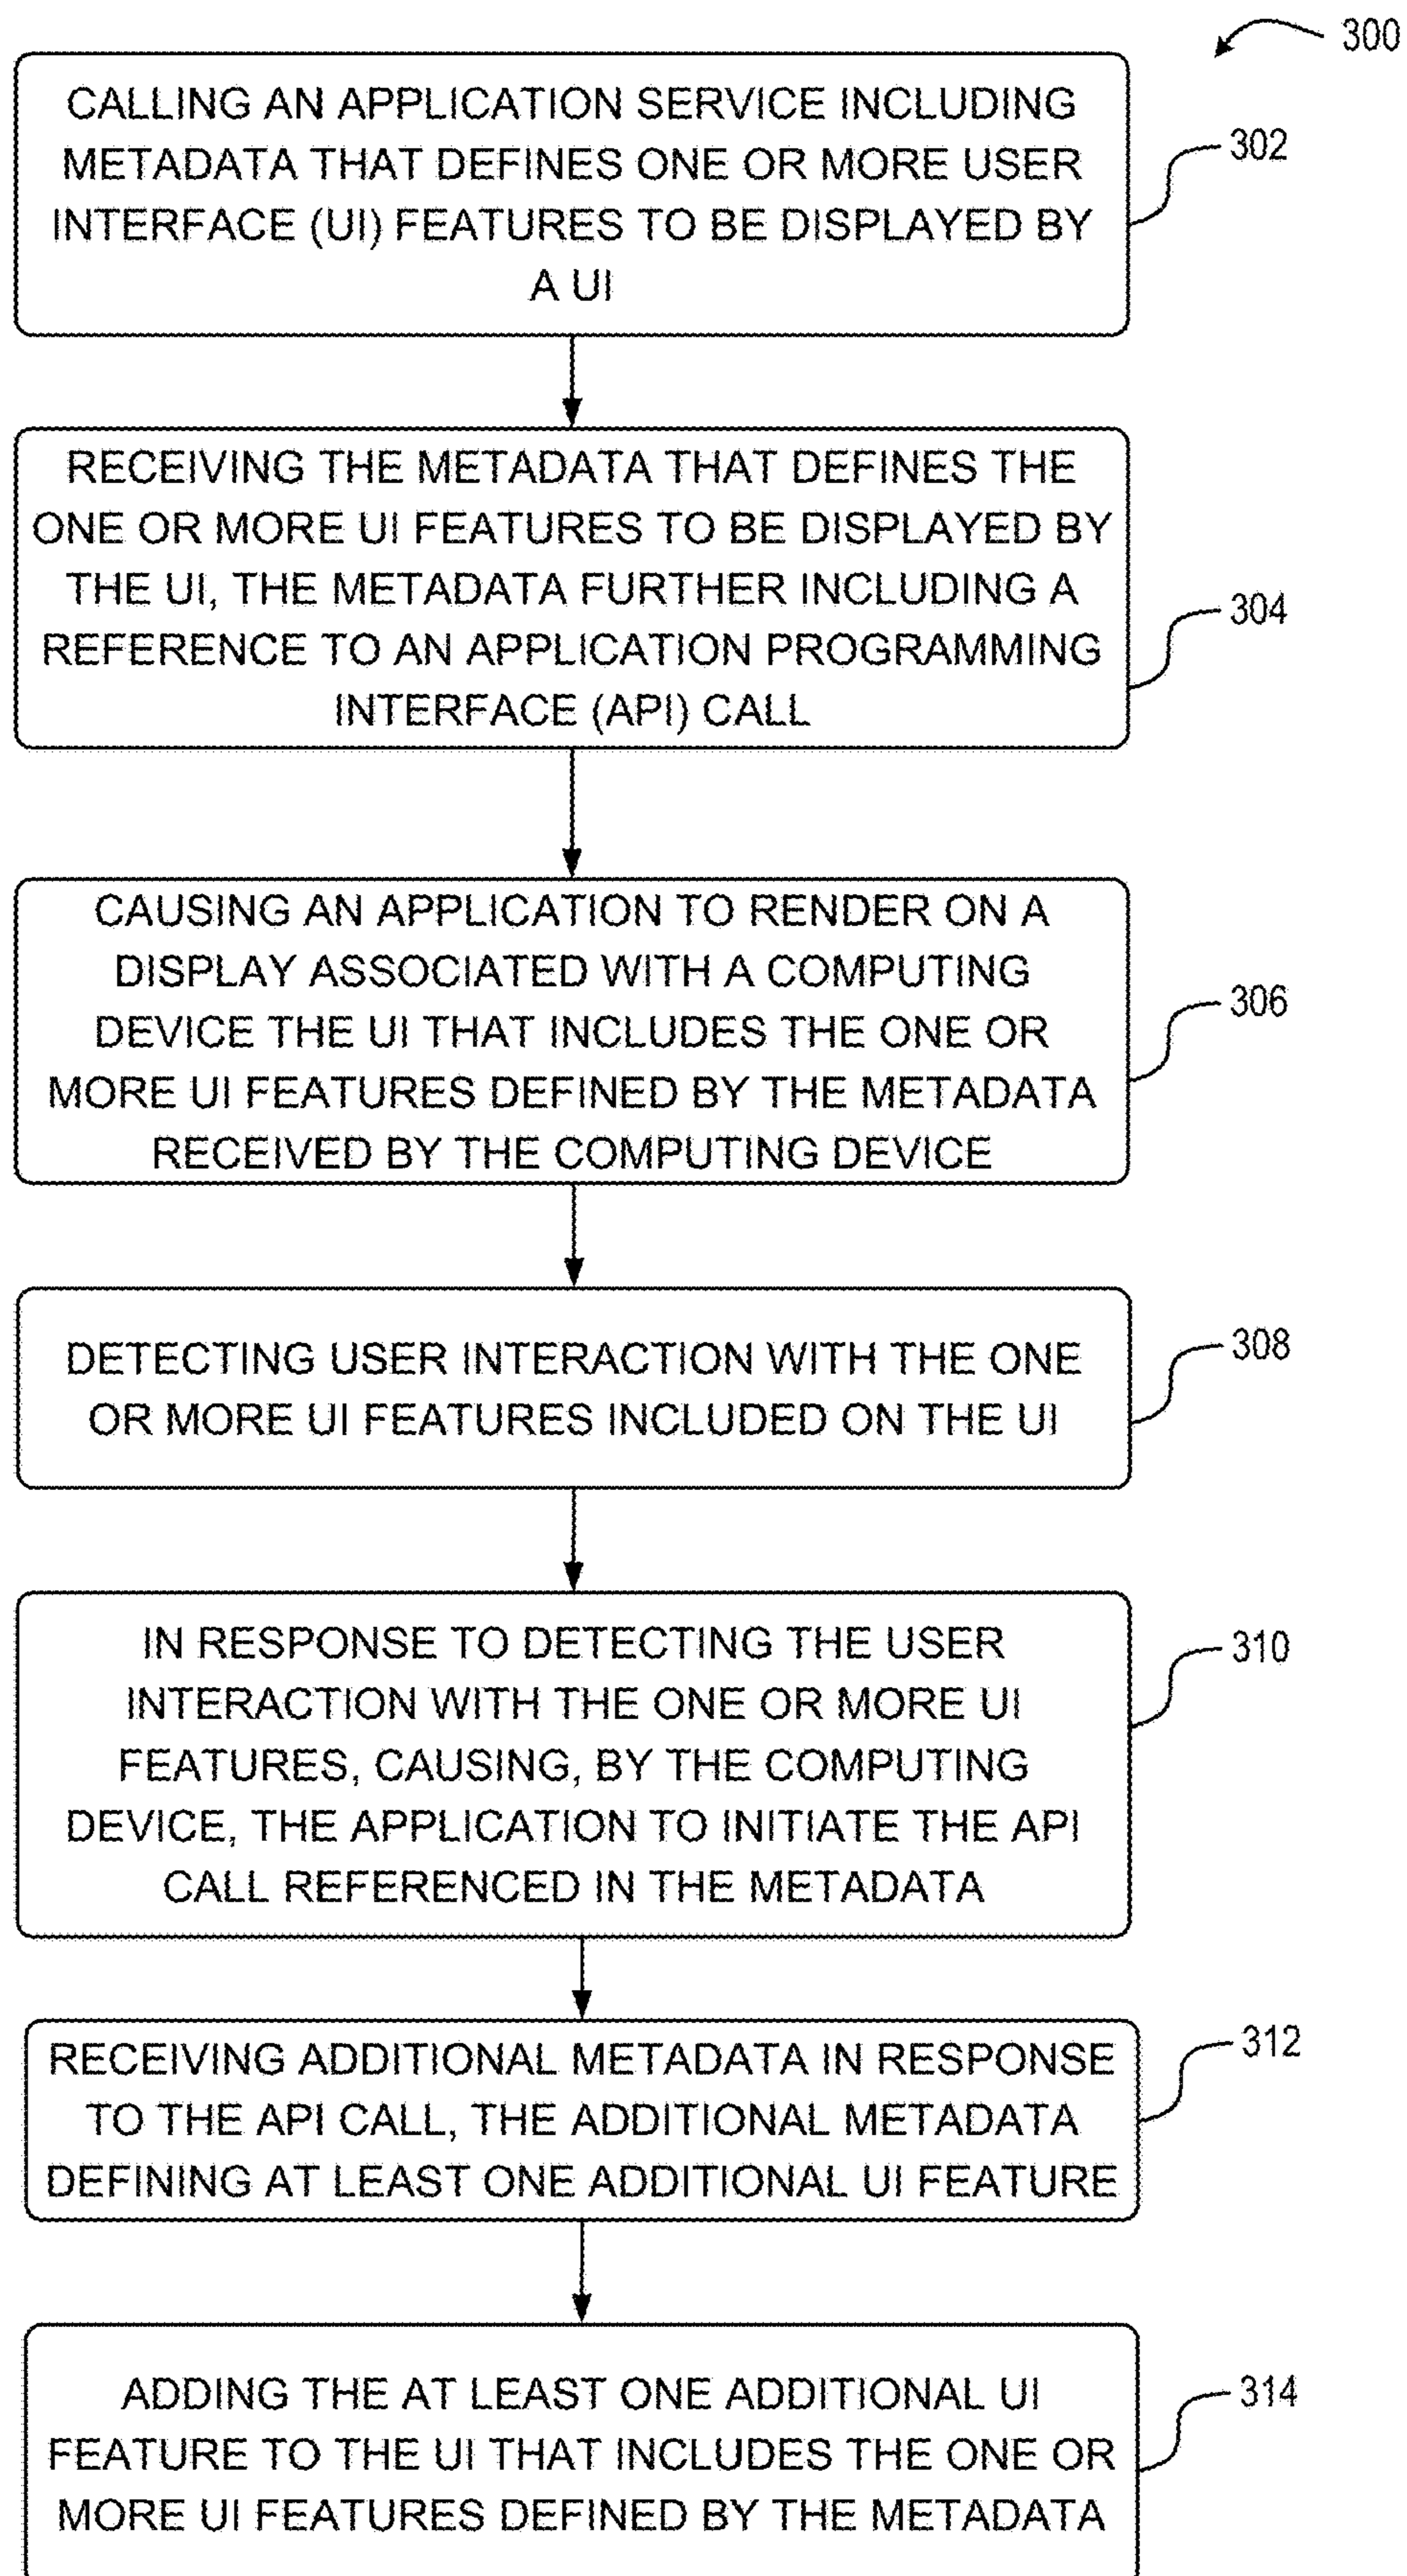 300
CALLING AN APPLICATION SERVICE INCLUDING
METADATA THAT DEFINES ONE OR MORE USER
INTERFACE (UI) FEATURES TO BE DISPLAYED BY
A UI
302
RECEIVING THE METADATA THAT DEFINES THE
ONE OR MORE UI FEATURES TO BE DISPLAYED BY
THE UI, THE METADATA FURTHER INCLUDING A
REFERENCE TO AN APPLICATION PROGRAMMING
INTERFACE (API) CALL
304
CAUSING AN APPLICATION TO RENDER ON A
DISPLAY ASSOCIATED WITH A COMPUTING
DEVICE THE UI THAT INCLUDES THE ONE OR
MORE UI FEATURES DEFINED BY THE METADATA
RECEIVED BY THE COMPUTING DEVICE
306
DETECTING USER INTERACTION WITH THE ONE
OR MORE UI FEATURES INCLUDED ON THE UI
308
IN RESPONSE TO DETECTING THE USER
INTERACTION WITH THE ONE OR MORE UI
FEATURES, CAUSING, BY THE COMPUTING
DEVICE, THE APPLICATION TO INITIATE THE API
CALL REFERENCED IN THE METADATA
310
RECEIVING ADDITIONAL METADATA IN RESPONSE
TO THE API CALL, THE ADDITIONAL METADATA
DEFINING AT LEAST ONE ADDITIONAL UI FEATURE
312
ADDING THE AT LEAST ONE ADDITIONAL UI
FEATURE TO THE UI THAT INCLUDES THE ONE OR
MORE UI FEATURES DEFINED BY THE METADATA
314